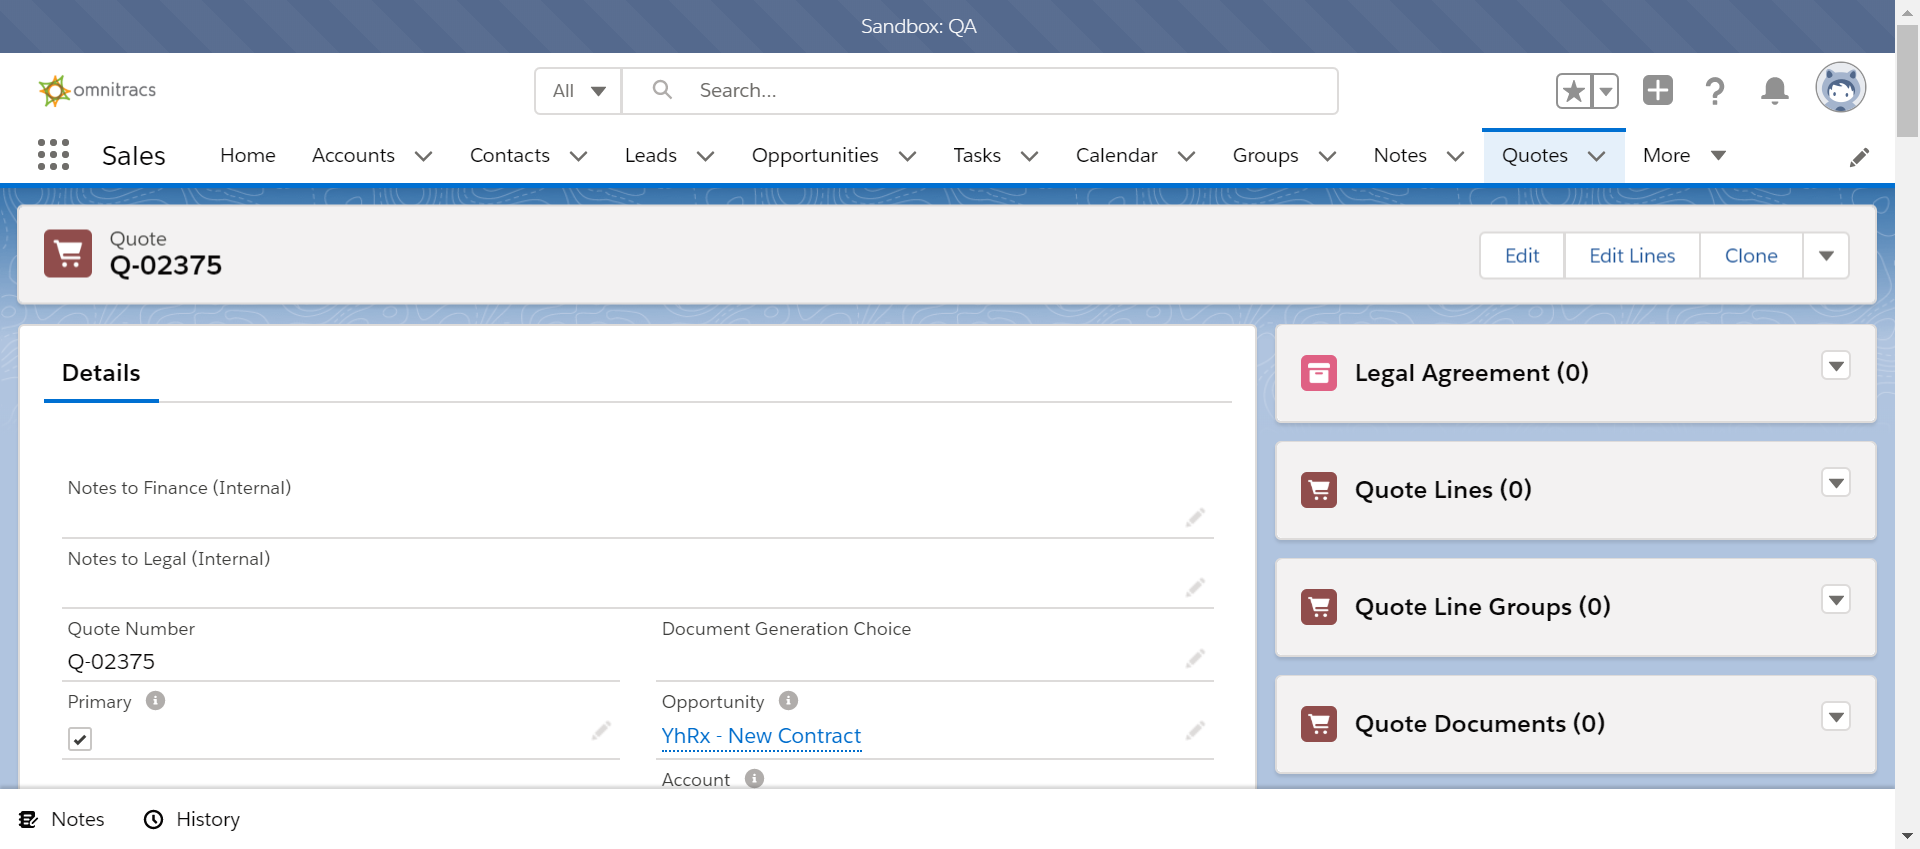 Sandbox: QA
omnitracs
All
Search...
Sales
Home
Accounts
Contacts
Leads
Opportunities
Tasks
Calendar
Groups
Notes
Quotes
More
Quote
Q-02375
Edit
Edit Lines
Clone
Details
Notes to Finance (Internal)
Notes to Legal (Internal)
Quote Number
Q-02375
Document Generation Choice
Primary
Opportunity
YhRx - New Contract
Account
Legal Agreement (0)
Quote Lines (0)
Quote Line Groups (0)
Quote Documents (0)
Notes
History